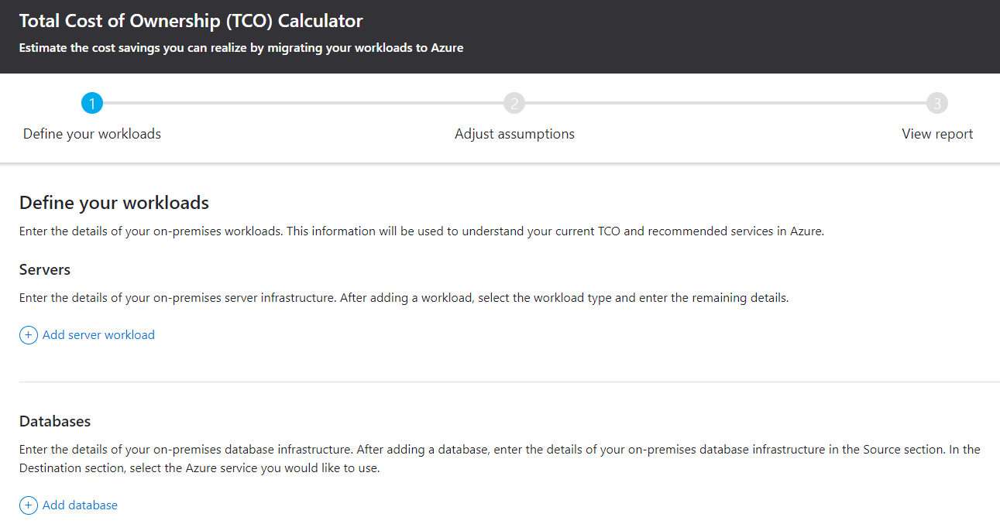 Total Cost of Ownership (TCO) Calculator
Estimate the cost savings you can realize by migrating your workloads to Azure
1
2
3
Define your workloads
Adjust assumptions
View report
Define your workloads
Enter the details of your on-premises workloads. This information will be used to understand your current TCO and recommended services in Azure.
Servers
Enter the details of your on-premises server infrastructure. After adding a workload, select the workload type and enter the remaining details.
Add server workload
Databases
Enter the details of your on-premises database infrastructure. After adding a database, enter the details of your on-premises database infrastructure in the Source section. In the
Destination section, select the Azure service you would like to use.
Add database